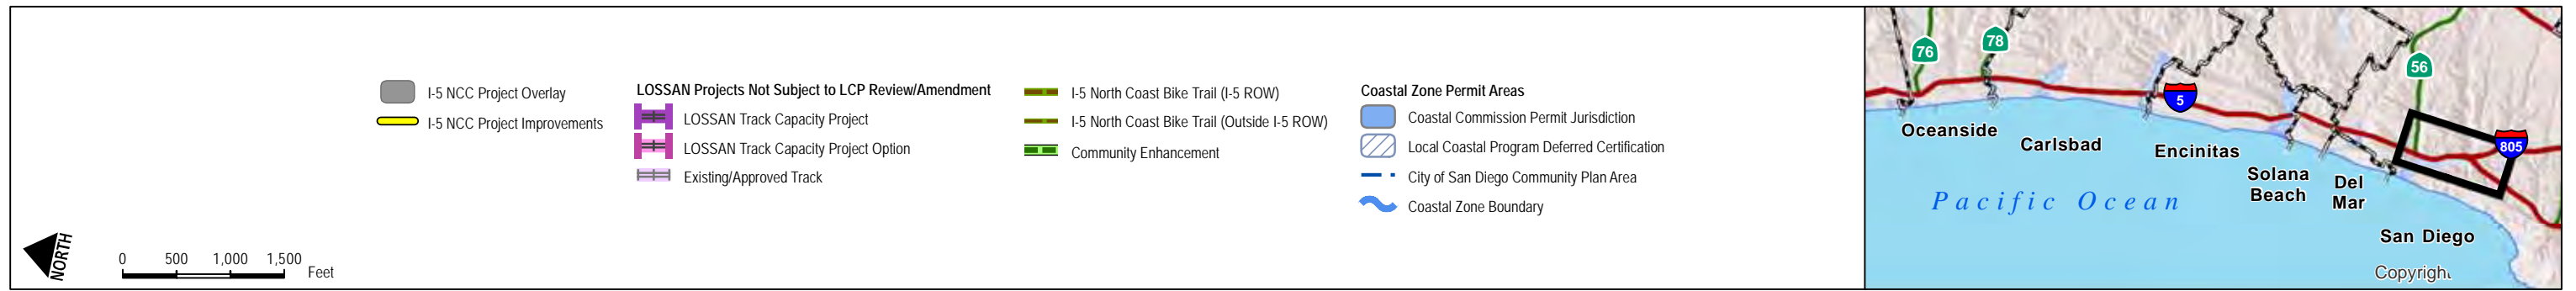 I-5 NCC Project Overlay
I-5 NCC Project Improvements
LOSSAN Projects Not Subject to LCP Review/Amendment
LOSSAN Track Capacity Project
LOSSAN Track Capacity Project Option
Existing/Approved Track
I-5 North Coast Bike Trail (I-5 ROW)
I-5 North Coast Bike Trail (Outside I-5 ROW)
Community Enhancement
Coastal Zone Permit Areas
Coastal Commission Permit Jurisdiction
Local Coastal Program Deferred Certification
City of San Diego Community Plan Area
Coastal Zone Boundary
NORTH
0 500 1,000 1,500
Feet
76
78
56
5
805
Oceanside
Carlsbad
Encinitas
Solana
Beach
Del
Mar
Pacific Ocean
San Diego